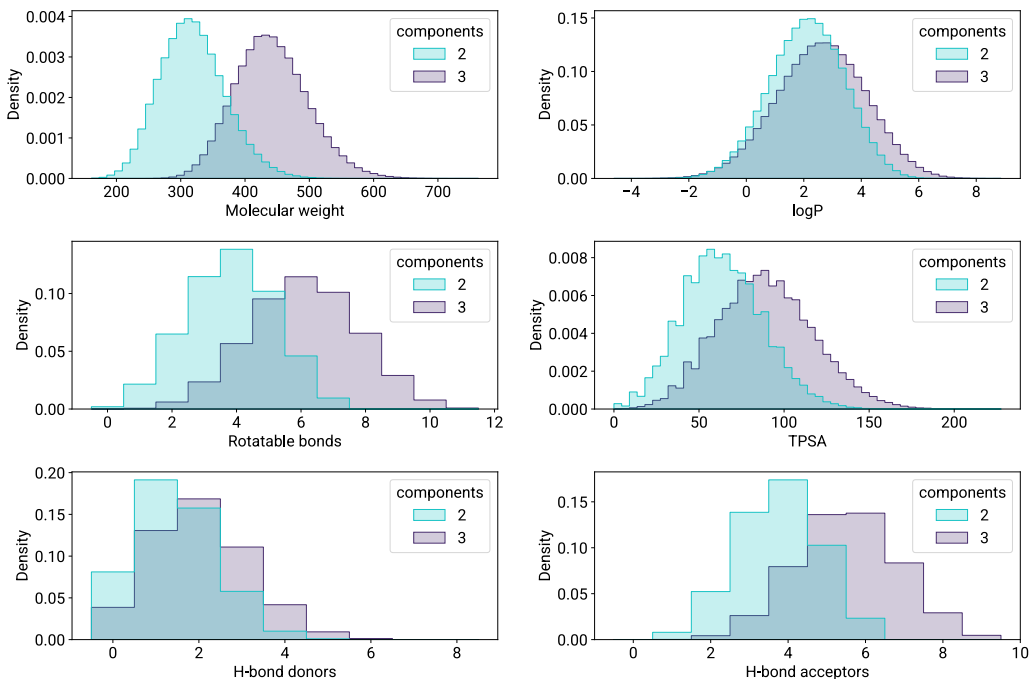 components
2
3
Density
0.004
0.003
0.002
0.001
0.000
200 300 400 500 600 700
Molecular weight
components
2
3
Density
0.15
0.10
0.05
0.00
−4 −2 0 2 4 6 8
logP
components
2
3
Density
0.10
0.05
0.00
0 2 4 6 8 10 12
Rotatable bonds
components
2
3
Density
0.008
0.006
0.004
0.002
0.000
0 50 100 150 200
TPSA
components
2
3
Density
0.20
0.15
0.10
0.05
0.00
0 2 4 6 8
H-bond donors
components
2
3
Density
0.15
0.10
0.05
0.00
2 4 6 8 10
H-bond acceptors